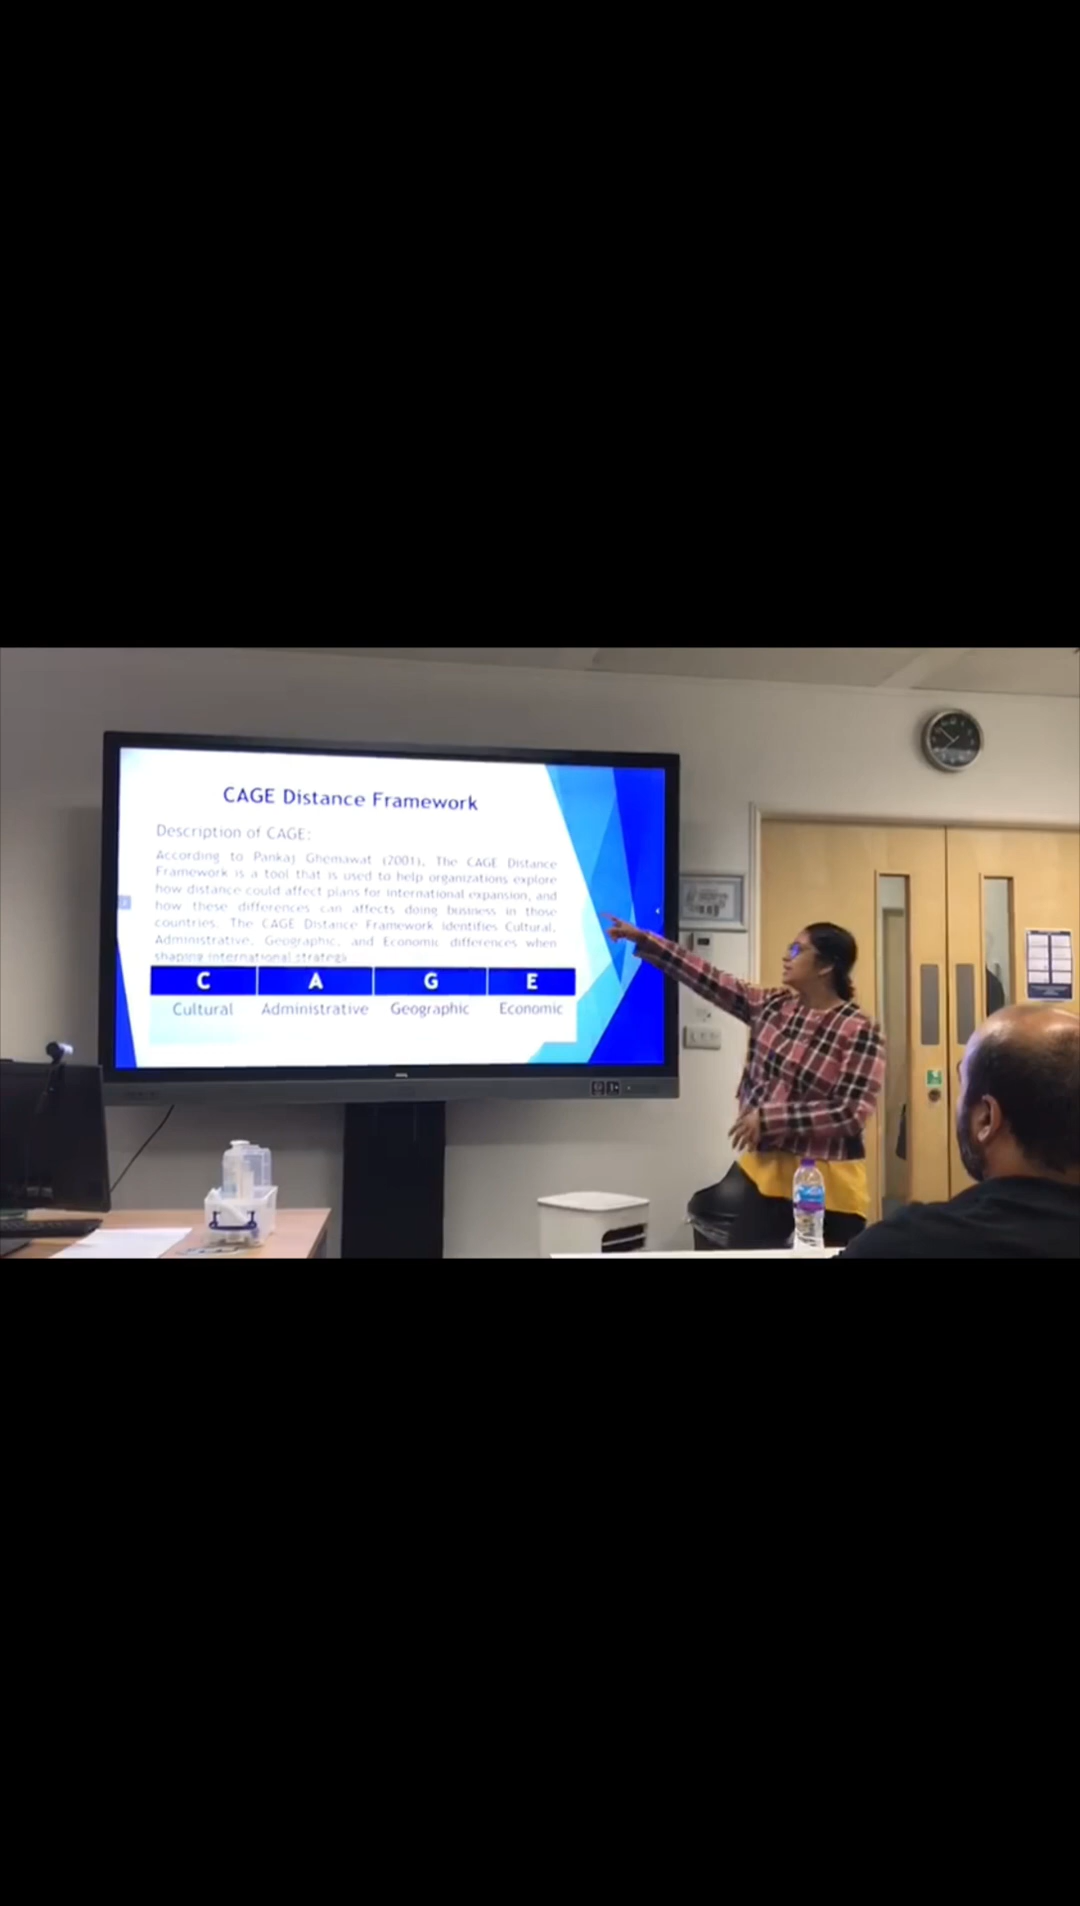 CAGE Distance Framework
Description of CAGE:
According to Pankaj Ghemawat (2001), The CAGE Distance
Framework is a tool that is used to help organizations explore
how distance could affect plans for international expansion, and
how these differences can affects doing business in those
countries. The CAGE Distance Framework identifies Cultural,
Administrative, Geographic, and Economic differences when
shaping international
C A G E
Cultural Administrative Geographic Economic